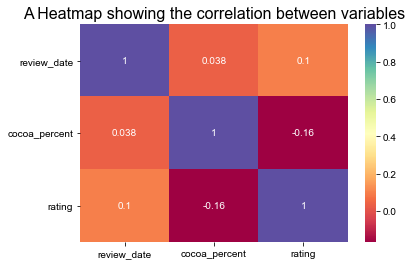 A Heatmap showing the correlation between variables
review_date
1
0.038
0.1
cocoa_percent
0.038
1
-0.16
rating
0.1
-0.16
1
review_date
cocoa_percent
rating
1.0
0.8
0.6
0.4
0.2
0.0